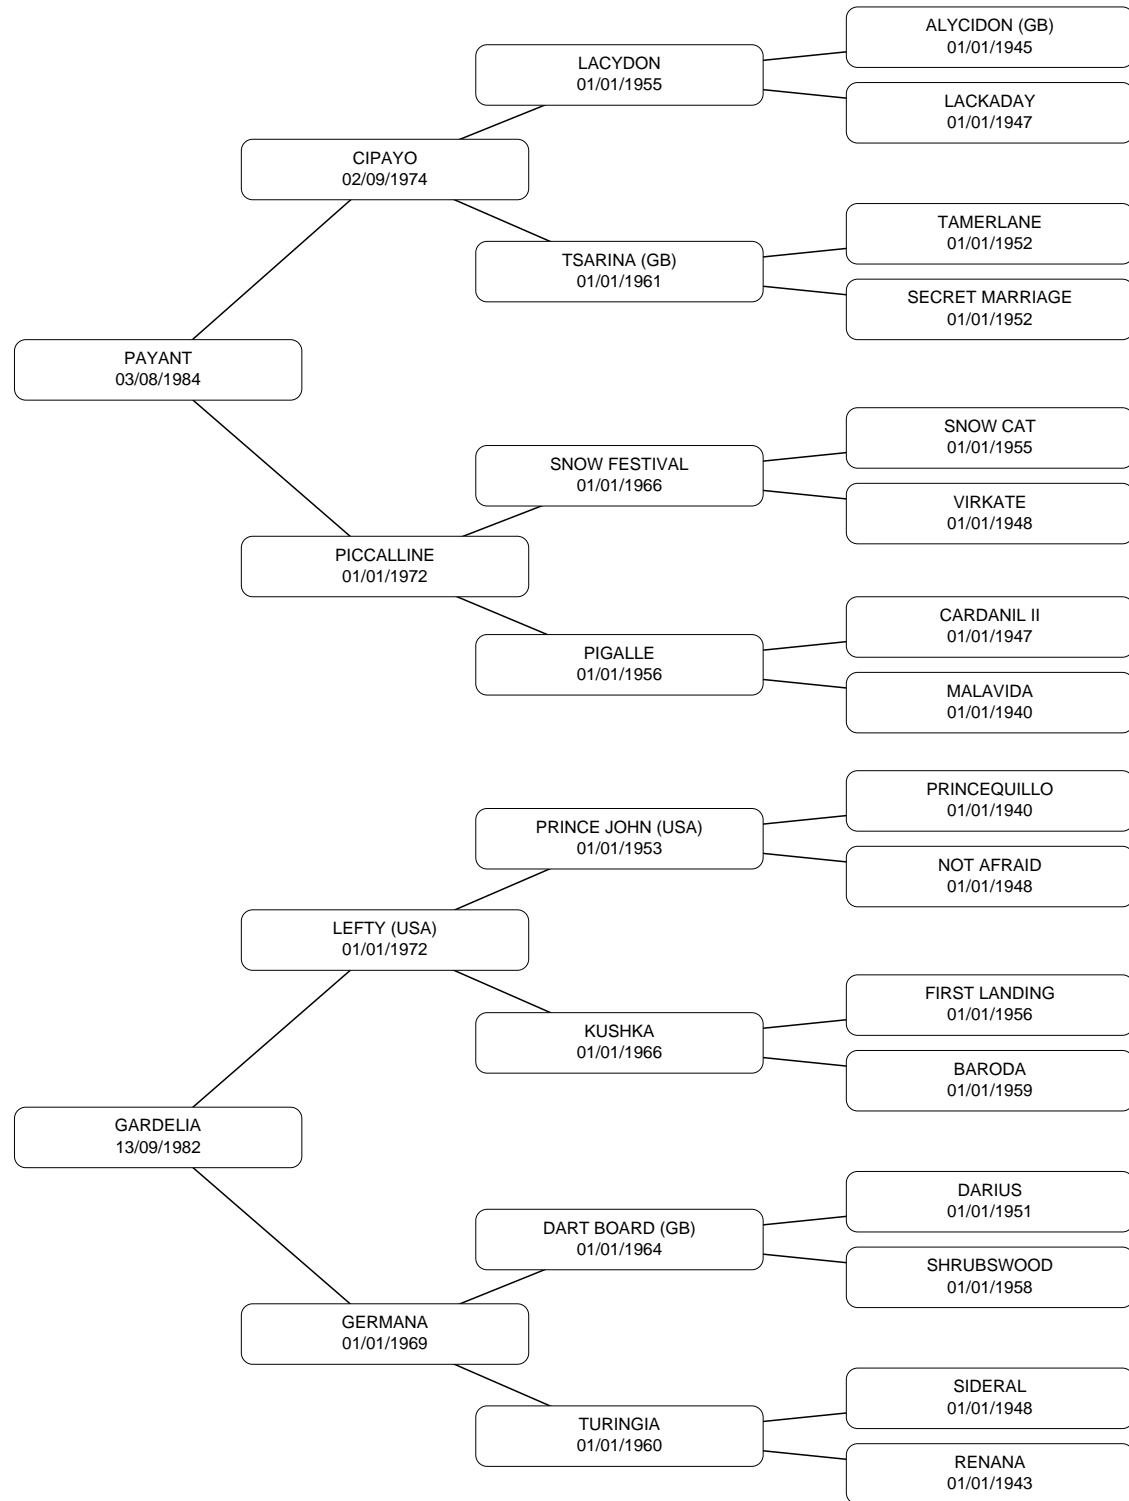 ALYCIDON (GB)
01/01/1945
LACYDON
01/01/1955
LACKADAY
01/01/1947
CIPAYO
02/09/1974
TAMERLANE
01/01/1952
TSARINA (GB)
01/01/1961
SECRET MARRIAGE
01/01/1952
PAYANT
03/08/1984
SNOW CAT
01/01/1955
SNOW FESTIVAL
01/01/1966
VIRKATE
01/01/1948
PICCALLINE
01/01/1972
CARDANIL II
01/01/1947
PIGALLE
01/01/1956
MALAVIDA
01/01/1940
PRINCEQUILLO
01/01/1940
PRINCE JOHN (USA)
01/01/1953
NOT AFRAID
01/01/1948
LEFTY (USA)
01/01/1972
FIRST LANDING
01/01/1956
KUSHKA
01/01/1966
BARODA
01/01/1959
GARDELIA
13/09/1982
DARIUS
01/01/1951
DART BOARD (GB)
01/01/1964
SHRUBSWOOD
01/01/1958
GERMANA
01/01/1969
SIDERAL
01/01/1948
TURINGIA
01/01/1960
RENANA
01/01/1943